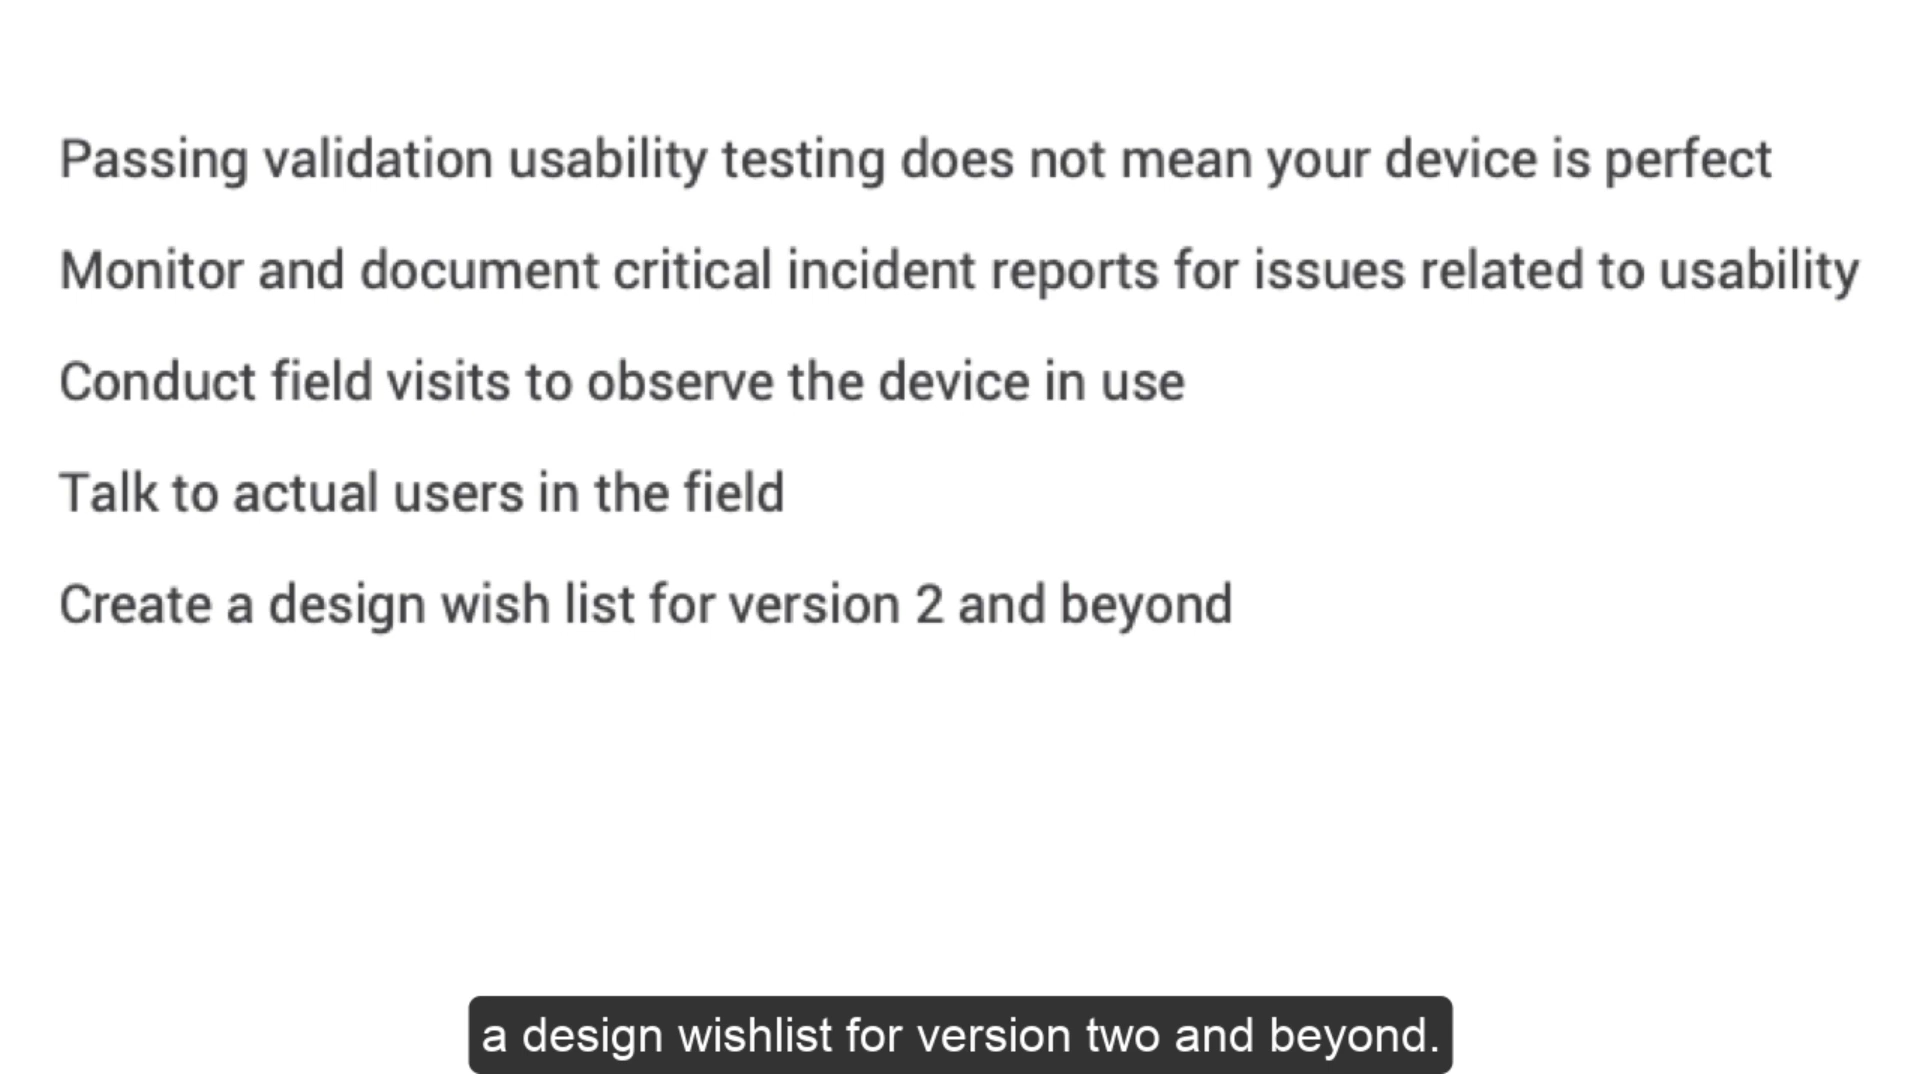 Passing validation usability testing does not mean your device is perfect
Monitor and document critical incident reports for issues related to usability
Conduct field visits to observe the device in use
Talk to actual users in the field
Create a design wish list for version 2 and beyond
a design wishlist for version two and beyond.